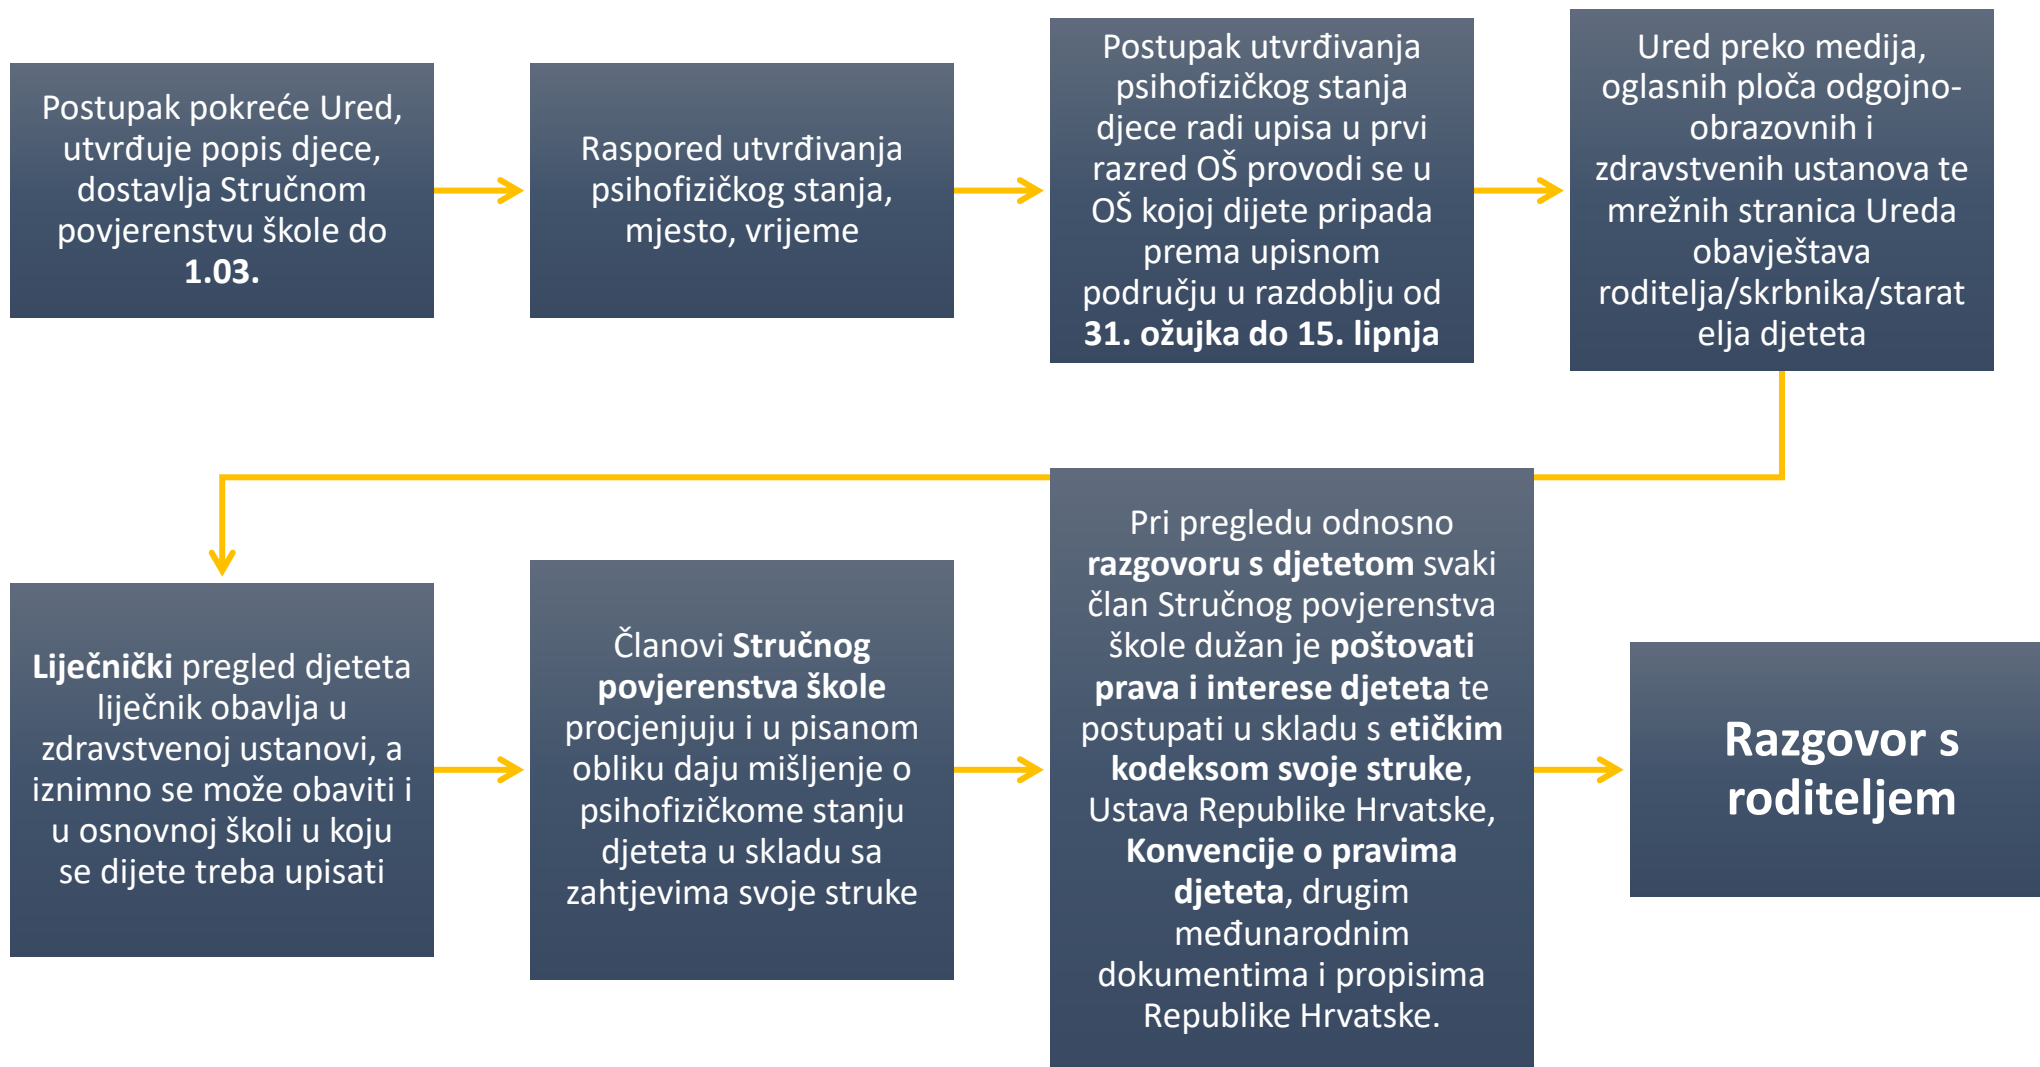 Postupak pokreće Ured,
utvrđuje popis djece,
dostavlja Stručnom
povjerenstvu škole do
1.03.
Raspored utvrđivanja
psihofizičkog stanja,
mjesto, vrijeme
Postupak utvrđivanja
psihofizičkog stanja
djece radi upisa u prvi
razred OŠ provodi se u
OŠ kojoj dijete pripada
prema upisnom
području u razdoblju od
31. ožujka do 15. lipnja
Ured preko medija,
oglasnih ploča odgojno-
obrazovnih i
zdravstvenih ustanova te
mrežnih stranica Ureda
obavještava
roditelja/skrbnika/starat
elja djeteta
Liječnički pregled djeteta
liječnik obavlja u
zdravstvenoj ustanovi, a
iznimno se može obaviti i
u osnovnoj školi u koju
se dijete treba upisati
Članovi Stručnog
povjerenstva škole
procjenjuju i u pisanom
obliku daju mišljenje o
psihofizičkome stanju
djeteta u skladu sa
zahtjevima svoje struke
Pri pregledu odnosno
razgovoru s djetetom svaki
član Stručnog povjerenstva
škole dužan je poštovati
prava i interese djeteta te
postupati u skladu s etičkim
kodeksom svoje struke,
Ustava Republike Hrvatske,
Konvencije o pravima
djeteta, drugim
međunarodnim
dokumentima i propisima
Republike Hrvatske.
Razgovor s
roditeljem